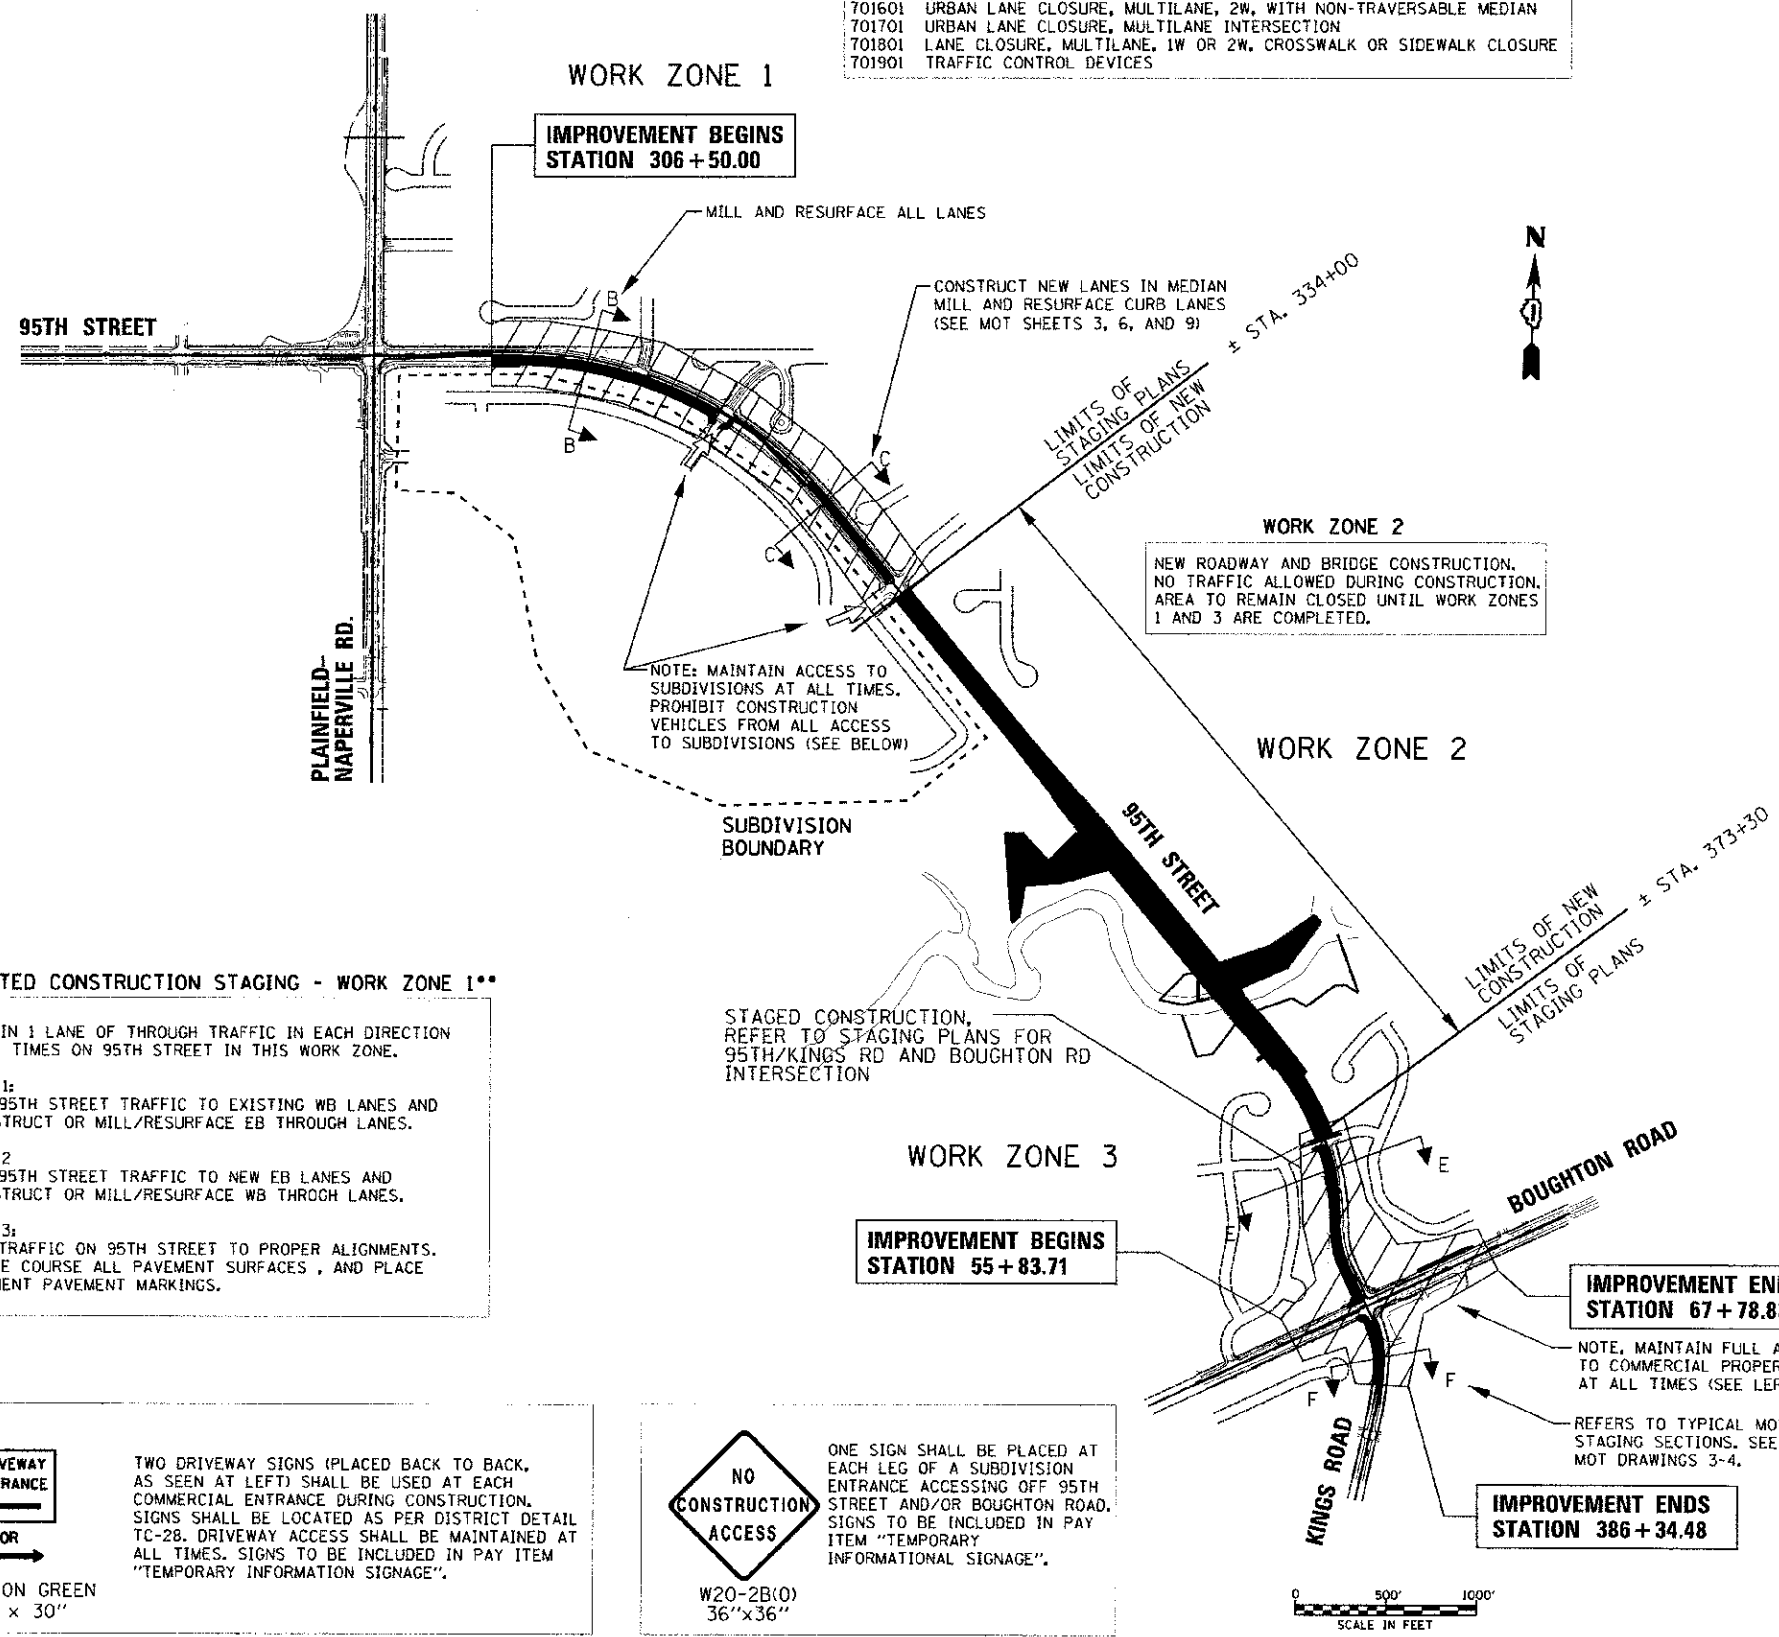 701601 URBAN LANE CLOSURE, MULTILANE, 2W, WITH NON-TRAVERSABLE MEDIAN
701701 URBAN LANE CLOSURE, MULTILANE INTERSECTION
701801 LANE CLOSURE, MULTILANE, 1W OR 2W, CROSSWALK OR SIDEWALK CLOSURE
701901 TRAFFIC CONTROL DEVICES
WORK ZONE 1
IMPROVEMENT BEGINS
STATION 306+50.00
MILL AND RESURFACE ALL LANES
CONSTRUCT NEW LANES IN MEDIAN
MILL AND RESURFACE CURB LANES
(SEE MOT SHEETS 3, 6, AND 9)
N
95TH STREET
B
B
C
C
LIMITS OF
STAGING PLANS
LIMITS OF NEW
CONSTRUCTION
± STA. 334+00
WORK ZONE 2
NEW ROADWAY AND BRIDGE CONSTRUCTION.
NO TRAFFIC ALLOWED DURING CONSTRUCTION.
AREA TO REMAIN CLOSED UNTIL WORK ZONES
1 AND 3 ARE COMPLETED.
PLAINFIELD-
NAPERVILLE RD.
NOTE: MAINTAIN ACCESS TO
SUBDIVISIONS AT ALL TIMES.
PROHIBIT CONSTRUCTION
VEHICLES FROM ALL ACCESS
TO SUBDIVISIONS (SEE BELOW)
WORK ZONE 2
SUBDIVISION
BOUNDARY
95TH STREET
LIMITS OF NEW
CONSTRUCTION
LIMITS OF
STAGING PLANS
± STA. 373+30
TED CONSTRUCTION STAGING - WORK ZONE 1**
IN 1 LANE OF THROUGH TRAFFIC IN EACH DIRECTION
TIMES ON 95TH STREET IN THIS WORK ZONE.
1:
95TH STREET TRAFFIC TO EXISTING WB LANES AND
TRUCT OR MILL/RESURFACE EB THROUGH LANES.
2
95TH STREET TRAFFIC TO NEW EB LANES AND
TRUCT OR MILL/RESURFACE WB THROGH LANES.
3:
TRAFFIC ON 95TH STREET TO PROPER ALIGNMENTS.
E COURSE ALL PAVEMENT SURFACES , AND PLACE
ENT PAVEMENT MARKINGS.
STAGED CONSTRUCTION,
REFER TO STAGING PLANS FOR
95TH/KINGS RD AND BOUGHTON RD
INTERSECTION
WORK ZONE 3
E
E
BOUGHTON ROAD
IMPROVEMENT BEGINS
STATION 55+83.71
IMPROVEMENT EN
STATION 67+78.8
NOTE, MAINTAIN FULL A
TO COMMERCIAL PROPER
AT ALL TIMES (SEE LEF
F
F
REFERS TO TYPICAL MO
STAGING SECTIONS. SEE
MOT DRAWINGS 3-4.
KINGS ROAD
IMPROVEMENT ENDS
STATION 386+34.48
VEWAY
RANCE
OR
ON GREEN
x 30"
TWO DRIVEWAY SIGNS (PLACED BACK TO BACK,
AS SEEN AT LEFT) SHALL BE USED AT EACH
COMMERCIAL ENTRANCE DURING CONSTRUCTION.
SIGNS SHALL BE LOCATED AS PER DISTRICT DETAIL
TC-28. DRIVEWAY ACCESS SHALL BE MAINTAINED AT
ALL TIMES. SIGNS TO BE INCLUDED IN PAY ITEM
"TEMPORARY INFORMATION SIGNAGE".
NO
CONSTRUCTION
ACCESS
W20-2B(O)
36"x36"
ONE SIGN SHALL BE PLACED AT
EACH LEG OF A SUBDIVISION
ENTRANCE ACCESSING OFF 95TH
STREET AND/OR BOUGHTON ROAD.
SIGNS TO BE INCLUDED IN PAY
ITEM "TEMPORARY
INFORMATIONAL SIGNAGE".
0 500' 1000'
SCALE IN FEET